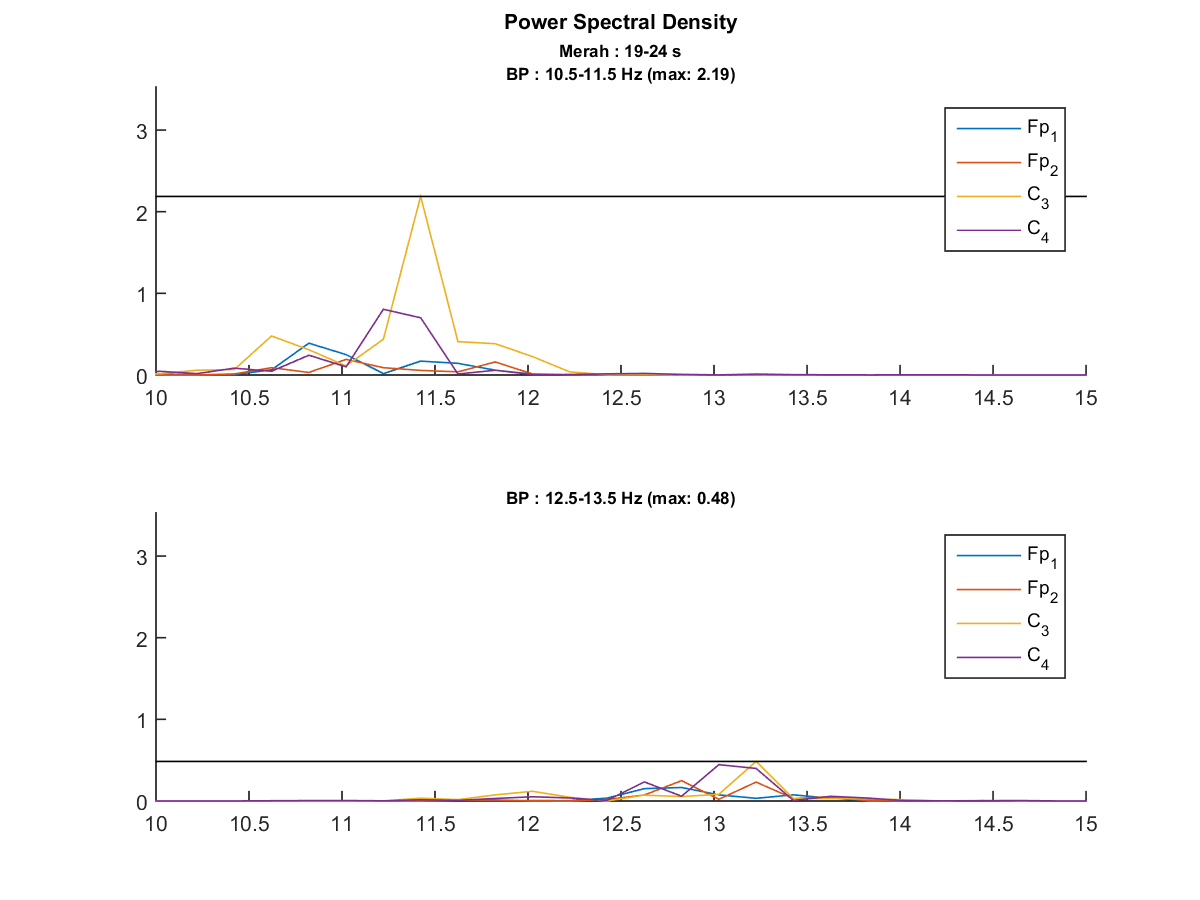 Power Spectral Density
Merah : 19-24 s
BP : 10.5-11.5 Hz (max: 2.19)
3
2
1
0
10 10.5 11 11.5 12 12.5 13 13.5 14 14.5 15
Fp1
Fp2
C3
C4
BP : 12.5-13.5 Hz (max: 0.48)
3
2
1
0
10 10.5 11 11.5 12 12.5 13 13.5 14 14.5 15
Fp1
Fp2
C3
C4